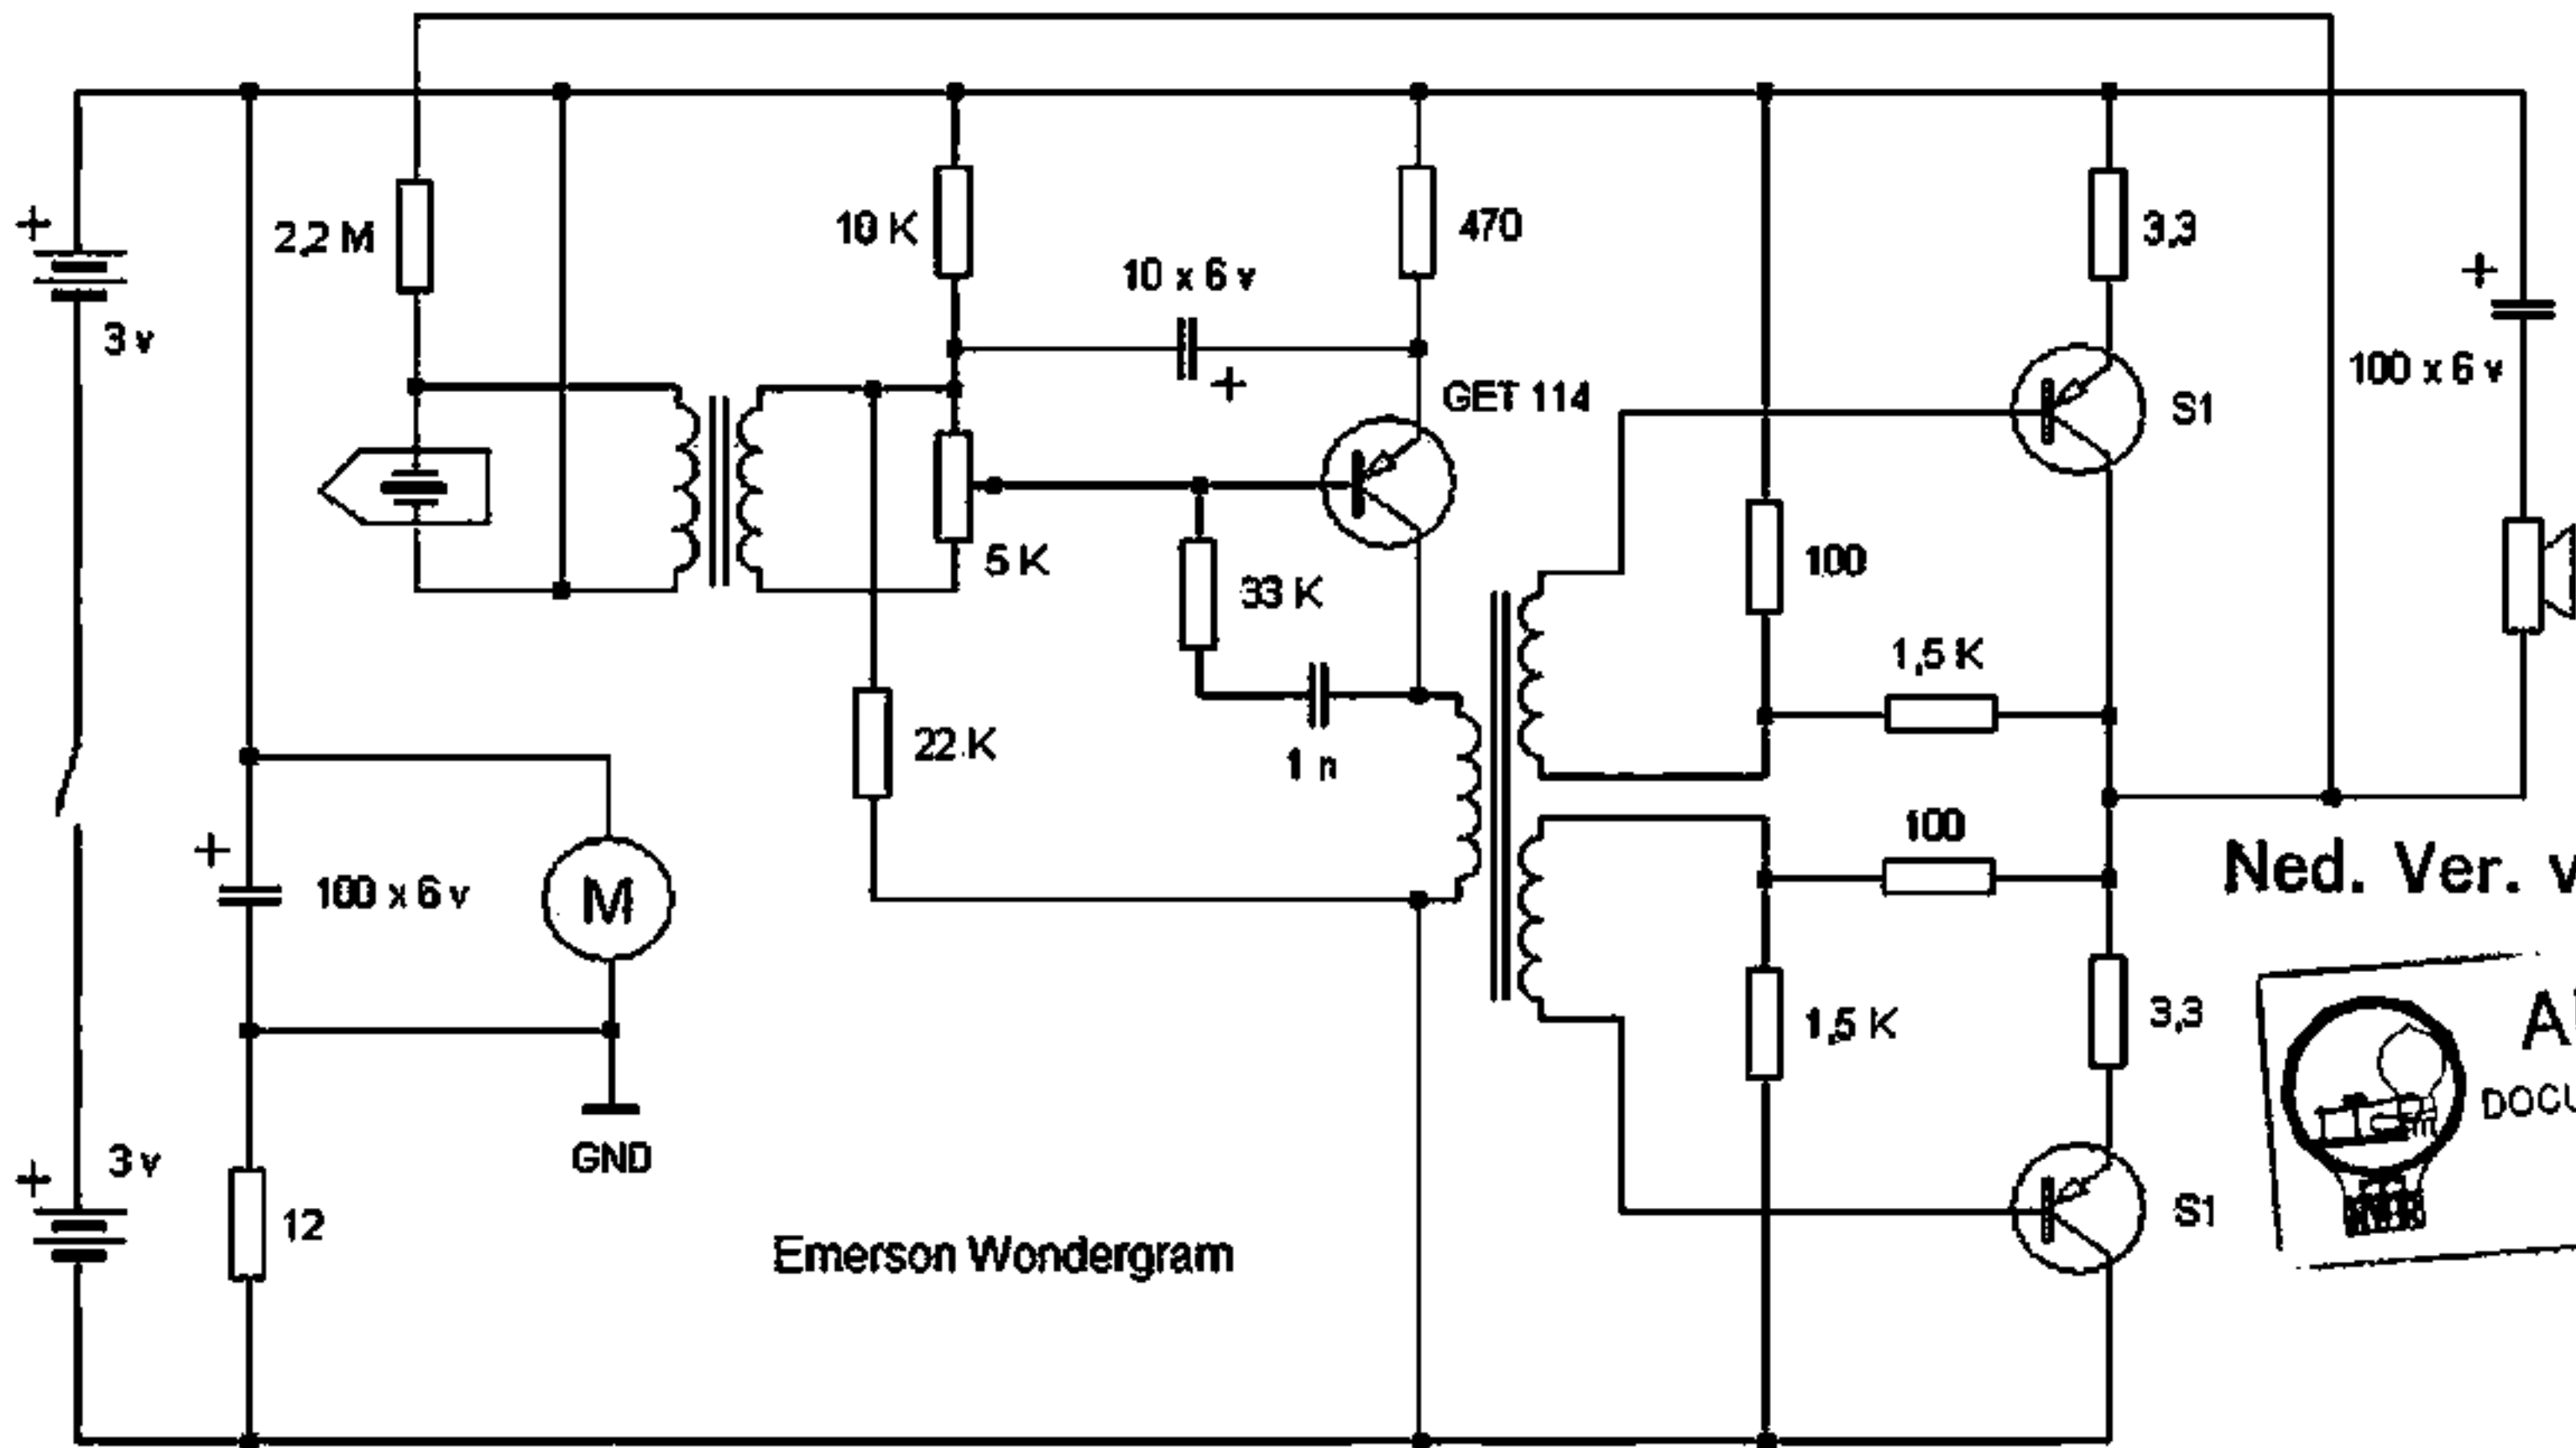 2,2 M
10 K
10 x 6 v
470
3,3
+
+
3 v
+
GET 114
S1
100 x 6 v
5 K
33 K
100
1,5 K
22 K
1 n
+
100 x 6 v
M
100
Ned. Ver. v
1,5 K
3,3
A
DOCU
GND
3 v
+
12
S1
Emerson Wondergram